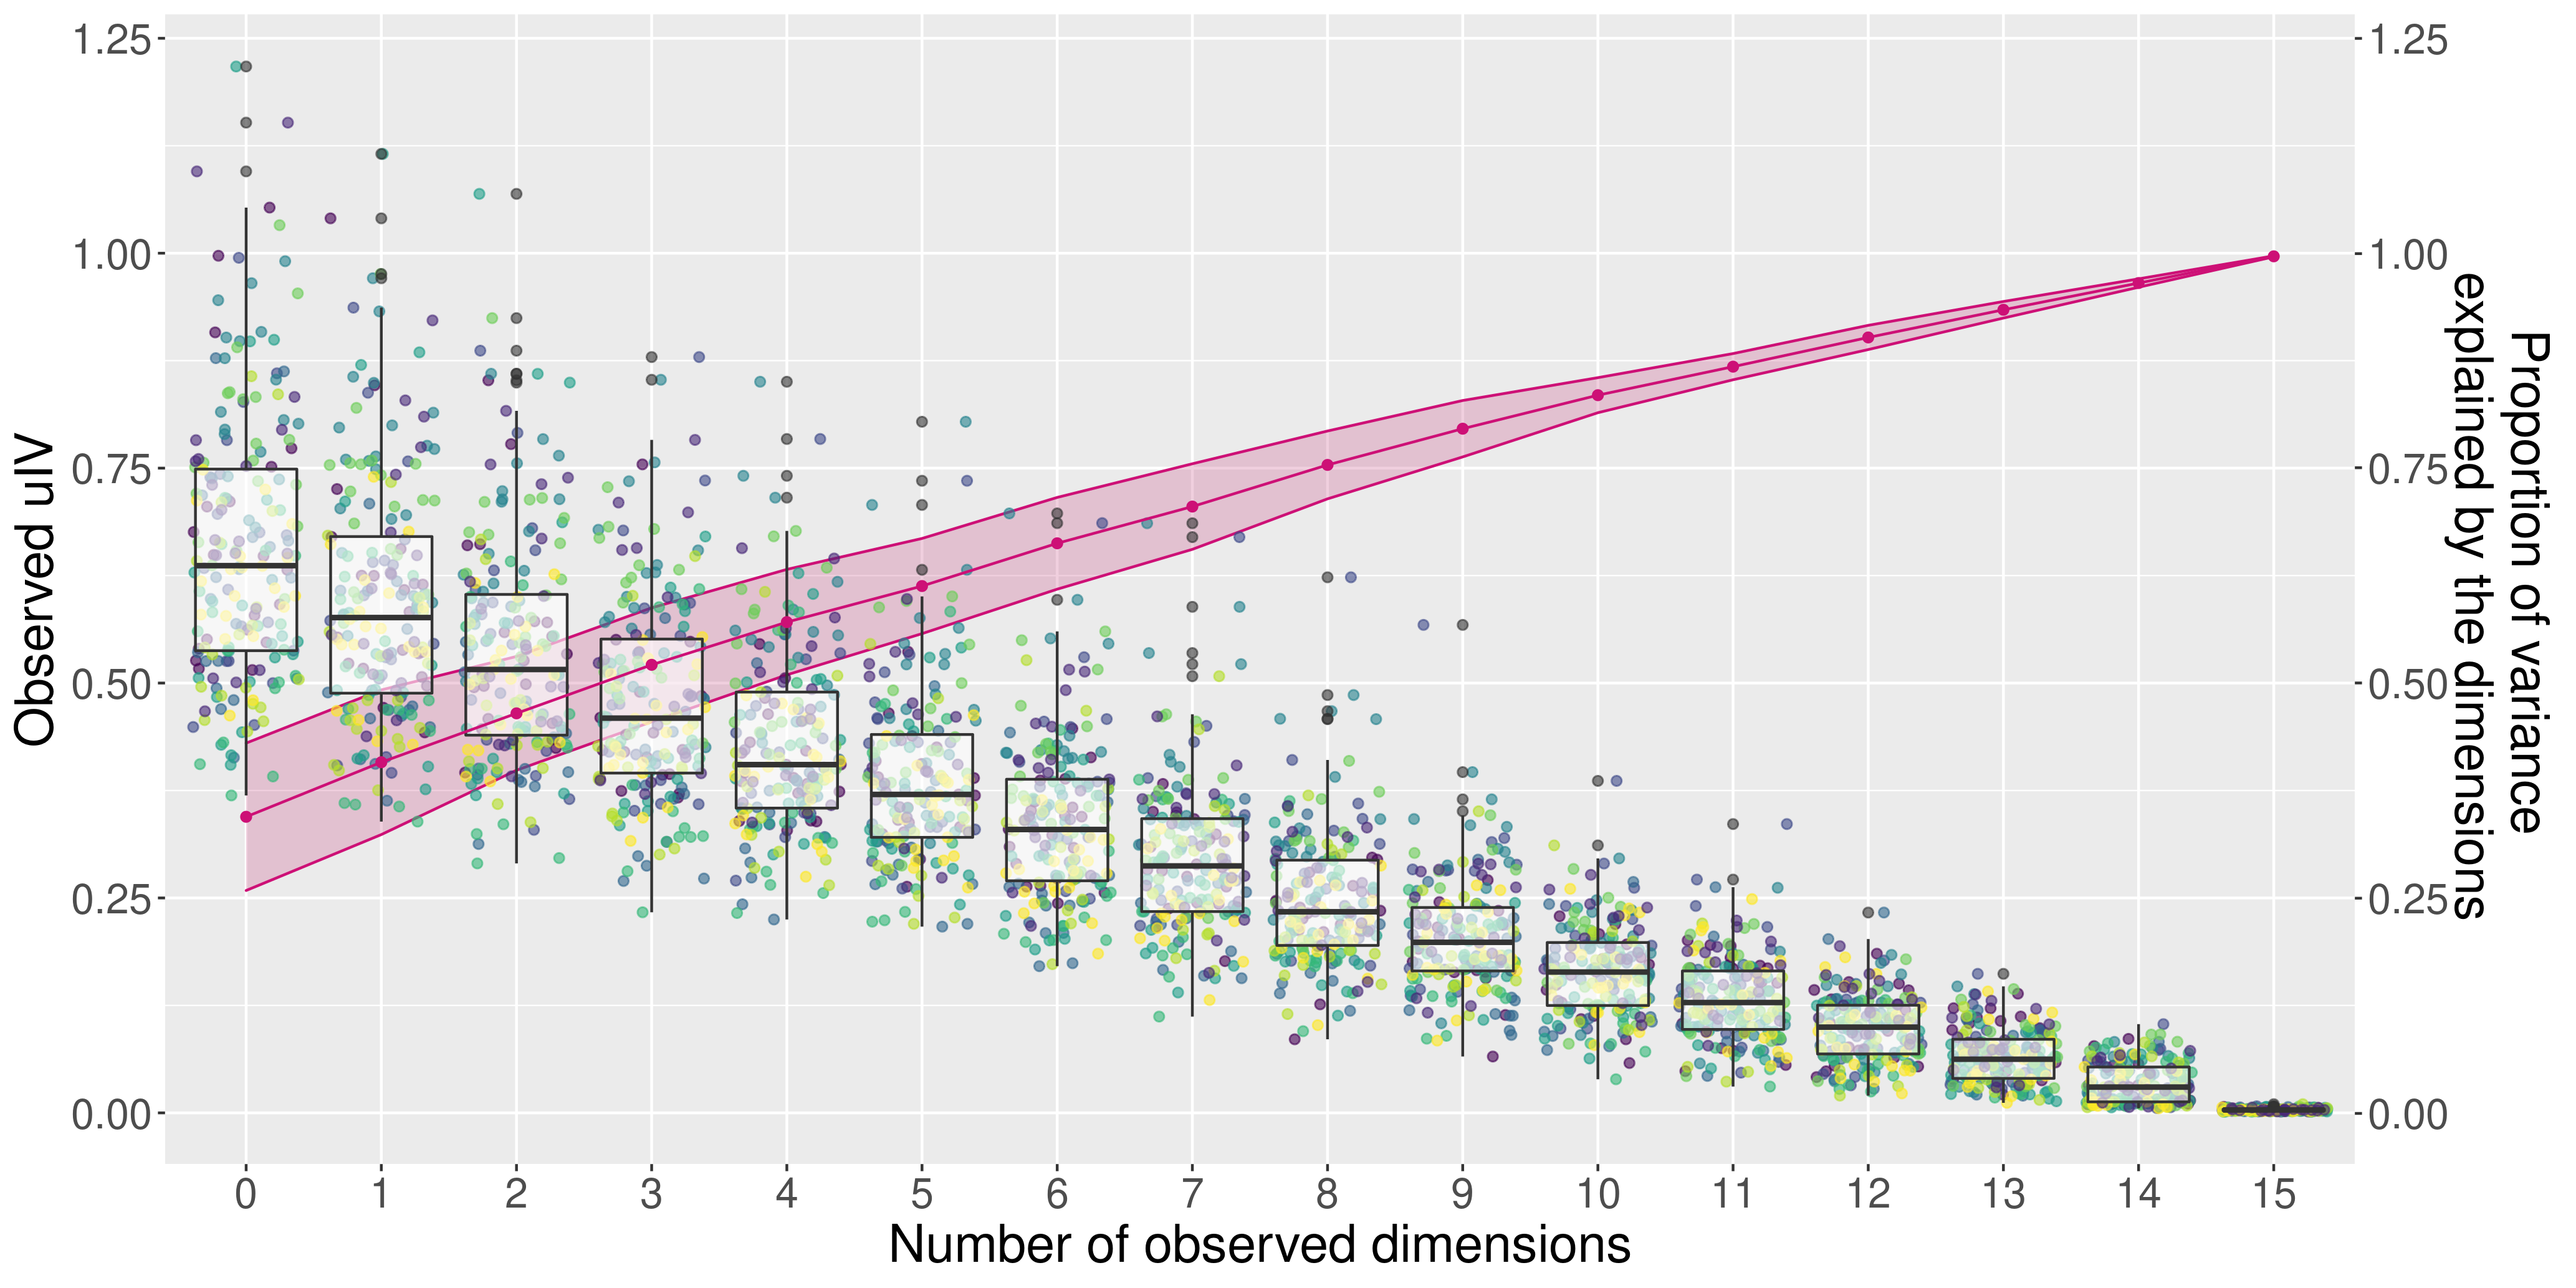 1.25
1.00
0.75
0.50
0.25
0.00
Observed uIV
1.25
1.00
0.75
0.50
0.25
0.00
Proportion of variance
explained by the dimensions
0 1 2 3 4 5 6 7 8 9 10 11 12 13 14 15
Number of observed dimensions